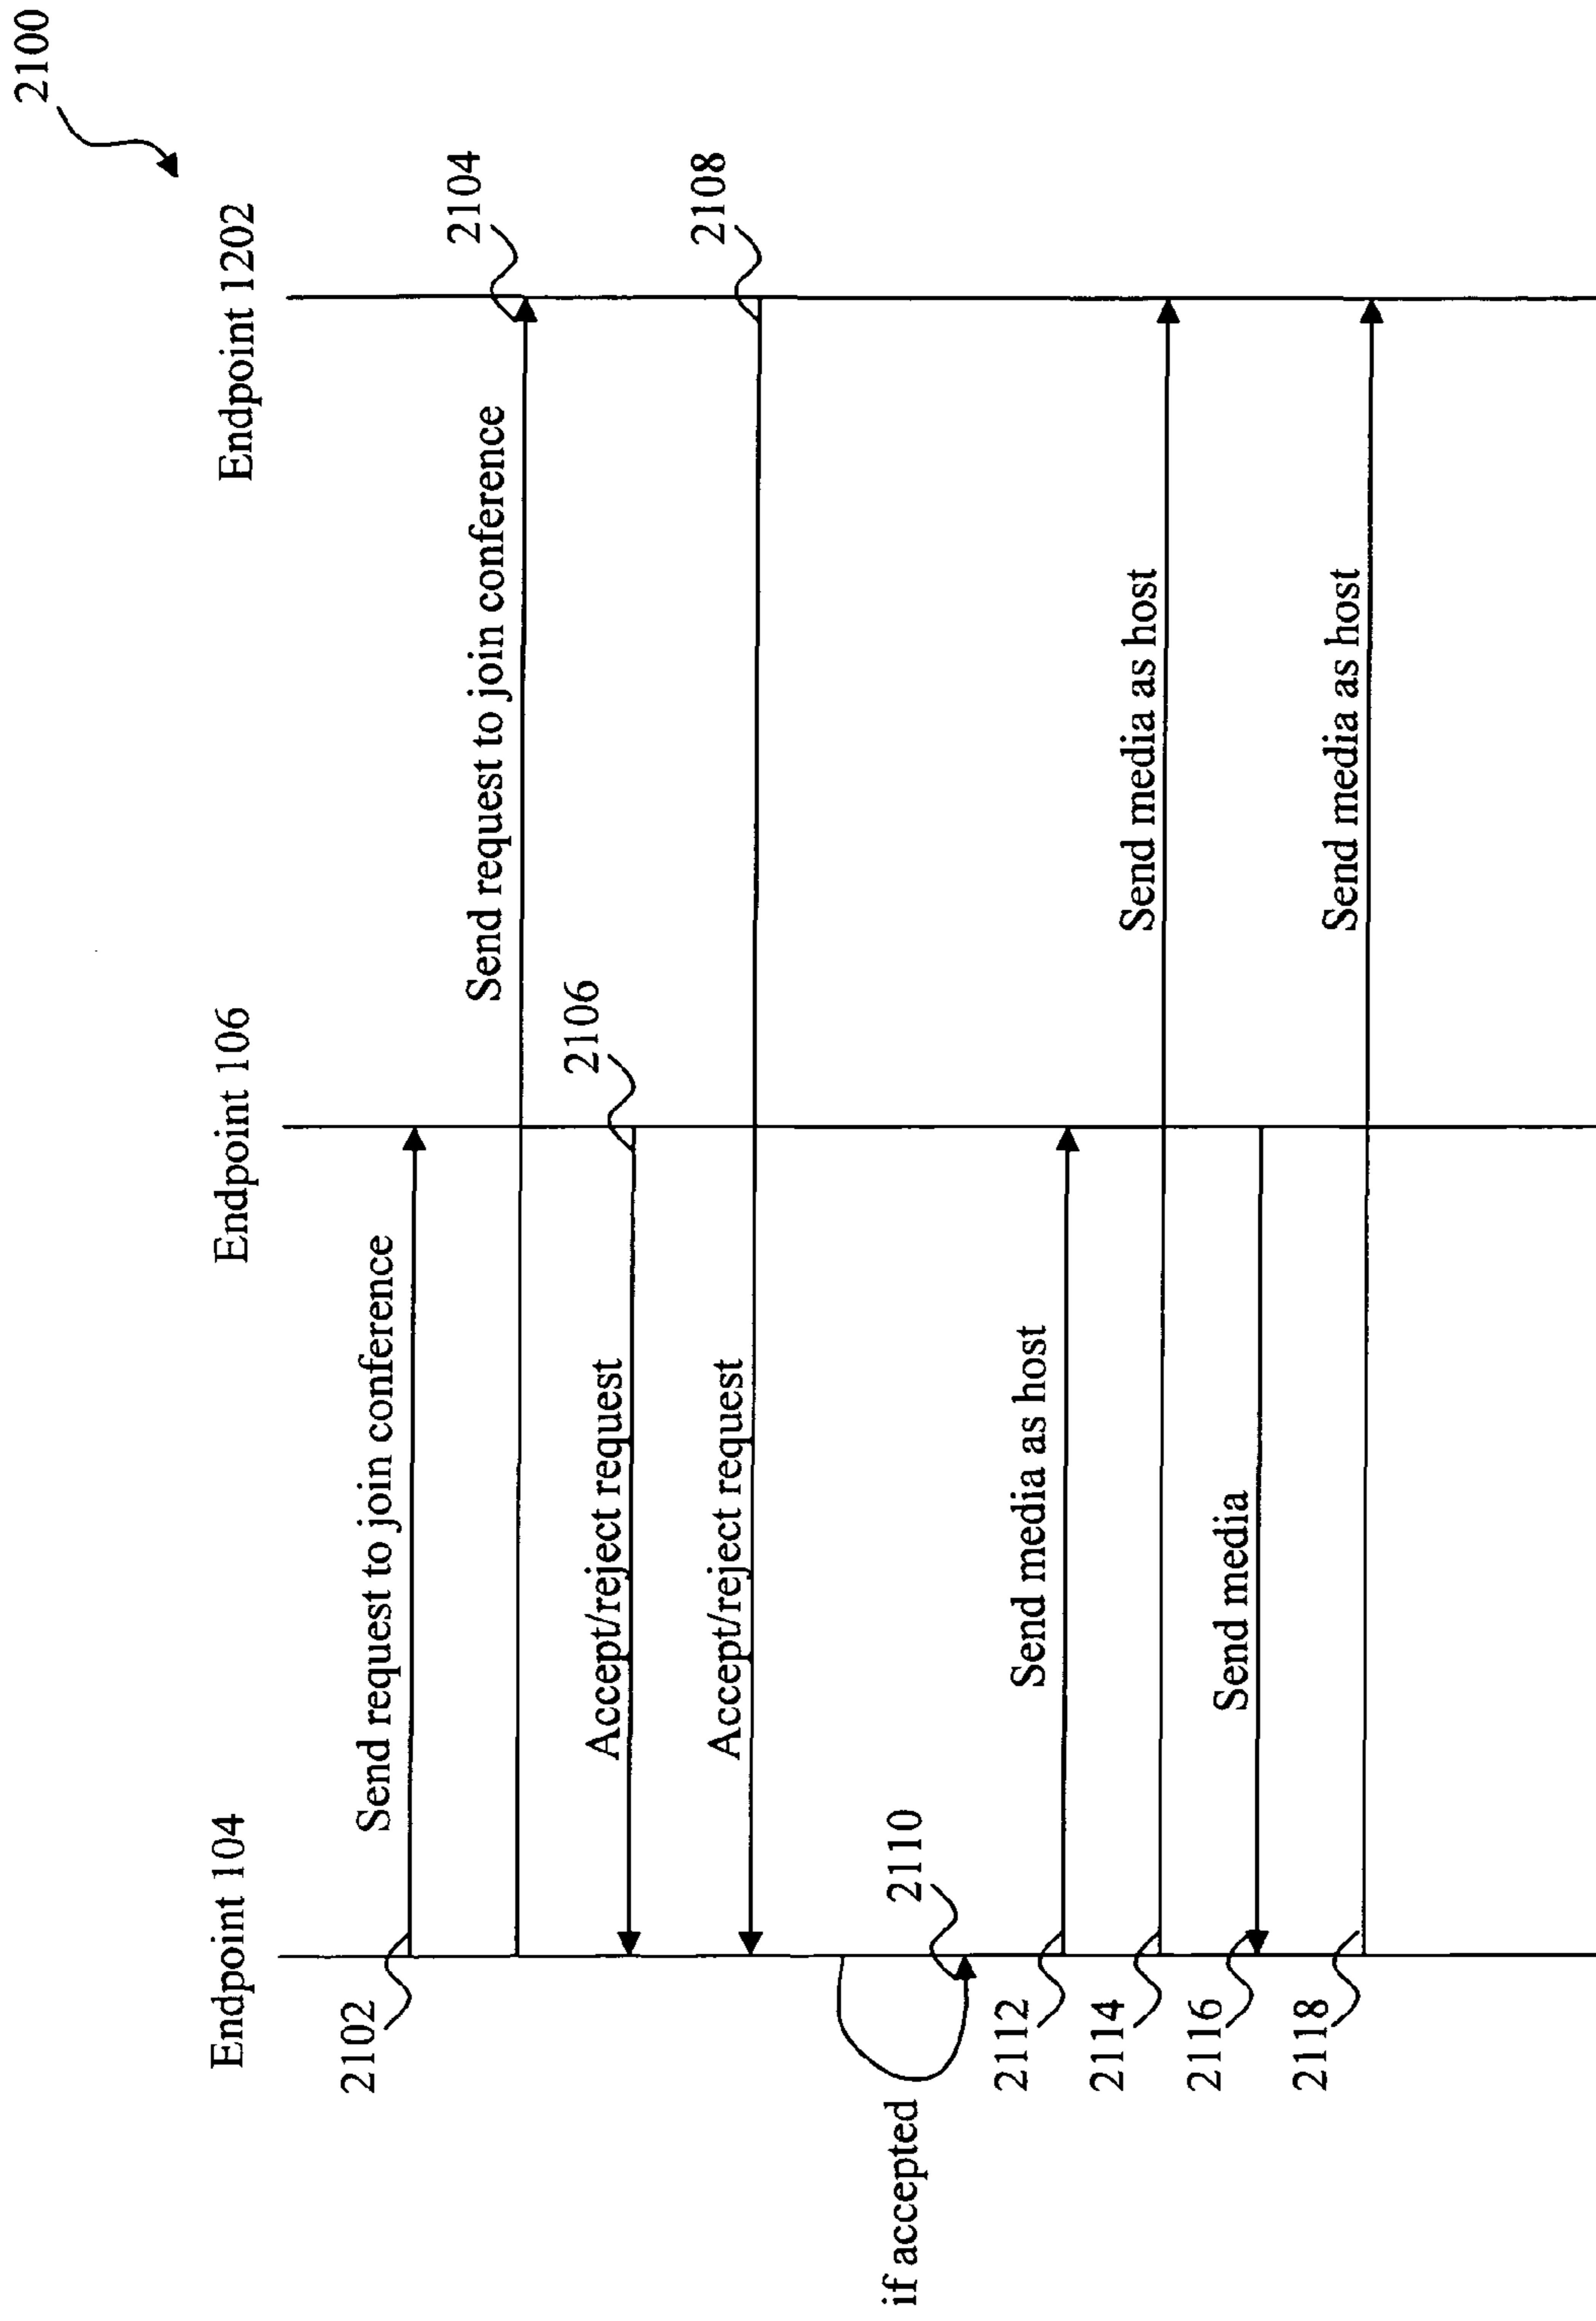 2100
Endpoint 104
Endpoint 106
Endpoint 1202
2102
Send request to join conference
Send request to join conference
2104
Accept/reject request
2106
Accept/reject request
2108
if accepted
2110
2112
Send media as host
2114
Send media as host
2116
Send media
2118
Send media as host